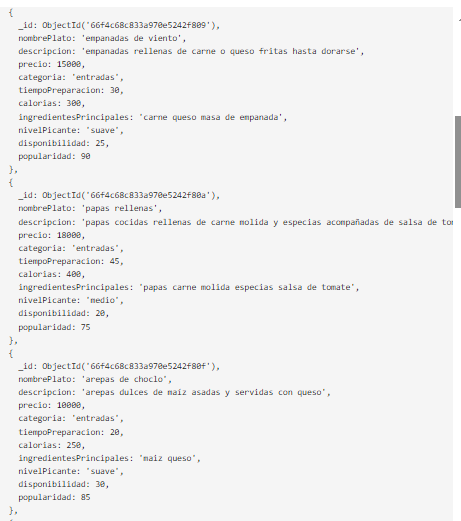 {
_id: ObjectId('66f4c68c833a970e5242f809'),
nombrePlato: 'empanadas de viento',
descripcion: 'empanadas rellenas de carne o queso fritas hasta dorarse',
precio: 15000,
categoria: 'entradas',
tiempoPreparacion: 30,
calorias: 300,
ingredientesPrincipales: 'carne queso masa de empanada',
nivelPicante: 'suave',
disponibilidad: 25,
popularidad: 90
},
{
_id: ObjectId('66f4c68c833a970e5242f80a'),
nombrePlato: 'papas rellenas',
descripcion: 'papas cocidas rellenas de carne molida y especias acompañadas de salsa de tom
precio: 18000,
categoria: 'entradas',
tiempoPreparacion: 45,
calorias: 400,
ingredientesPrincipales: 'papas carne molida especias salsa de tomate',
nivelPicante: 'medio',
disponibilidad: 20,
popularidad: 75
},
{
_id: ObjectId('66f4c68c833a970e5242f80f'),
nombrePlato: 'arepas de choclo',
descripcion: 'arepas dulces de maíz asadas y servidas con queso',
precio: 10000,
categoria: 'entradas',
tiempoPreparacion: 20,
calorias: 250,
ingredientesPrincipales: 'maiz queso',
nivelPicante: 'suave',
disponibilidad: 30,
popularidad: 85
},